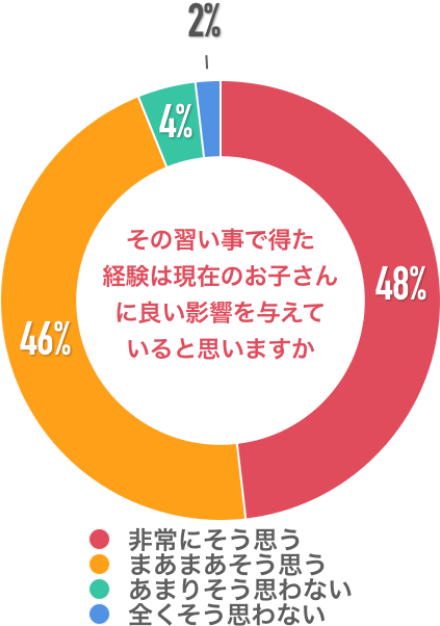 2%
4%
48%
46%
その習い事で得た
経験は現在のお子さん
に良い影響を与えて
いると思いますか
非常にそう思う
まあまあそう思う
あまりそう思わない
全くそう思わない